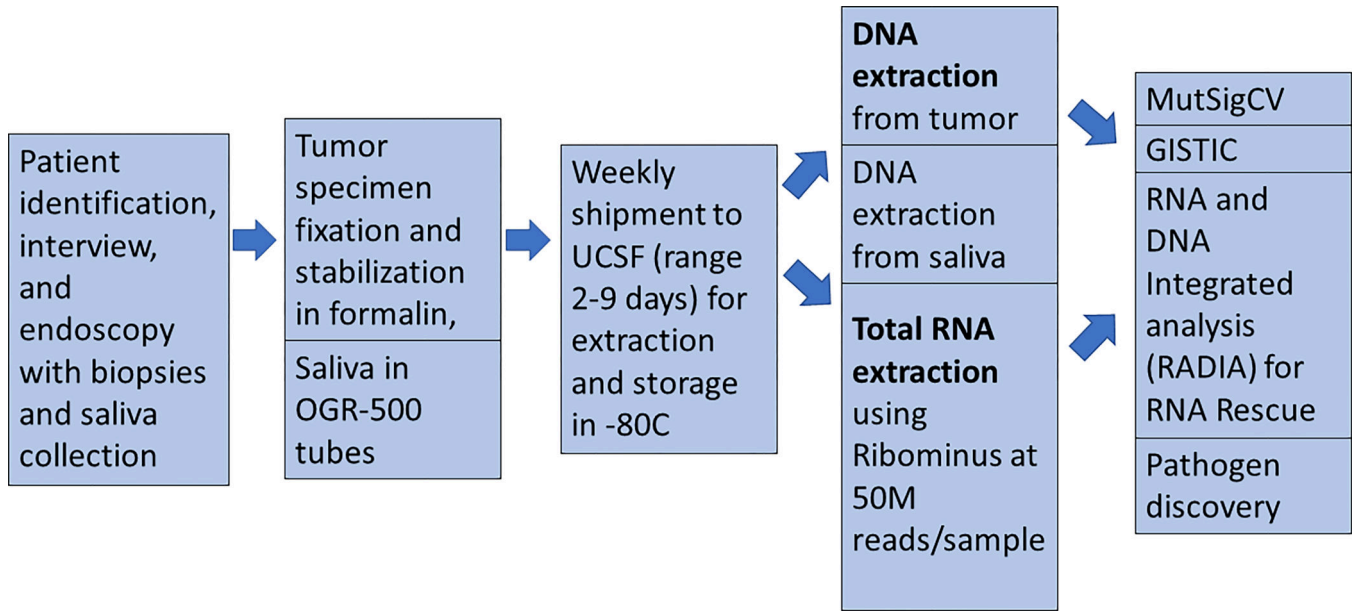 Patient
identification,
interview,
and
endoscopy
with biopsies
and saliva
collection
Tumor
specimen
fixation and
stabilization
in formalin,
Saliva in
OGR-500
tubes
Weekly
shipment to
UCSF (range
2-9 days) for
extraction
and storage
in -80C
DNA
extraction
from tumor
DNA
extraction
from saliva
Total RNA
extraction
using
Ribominus at
50M
reads/sample
MutSigCV
GISTIC
RNA and
DNA
Integrated
analysis
(RADIA) for
RNA Rescue
Pathogen
discovery